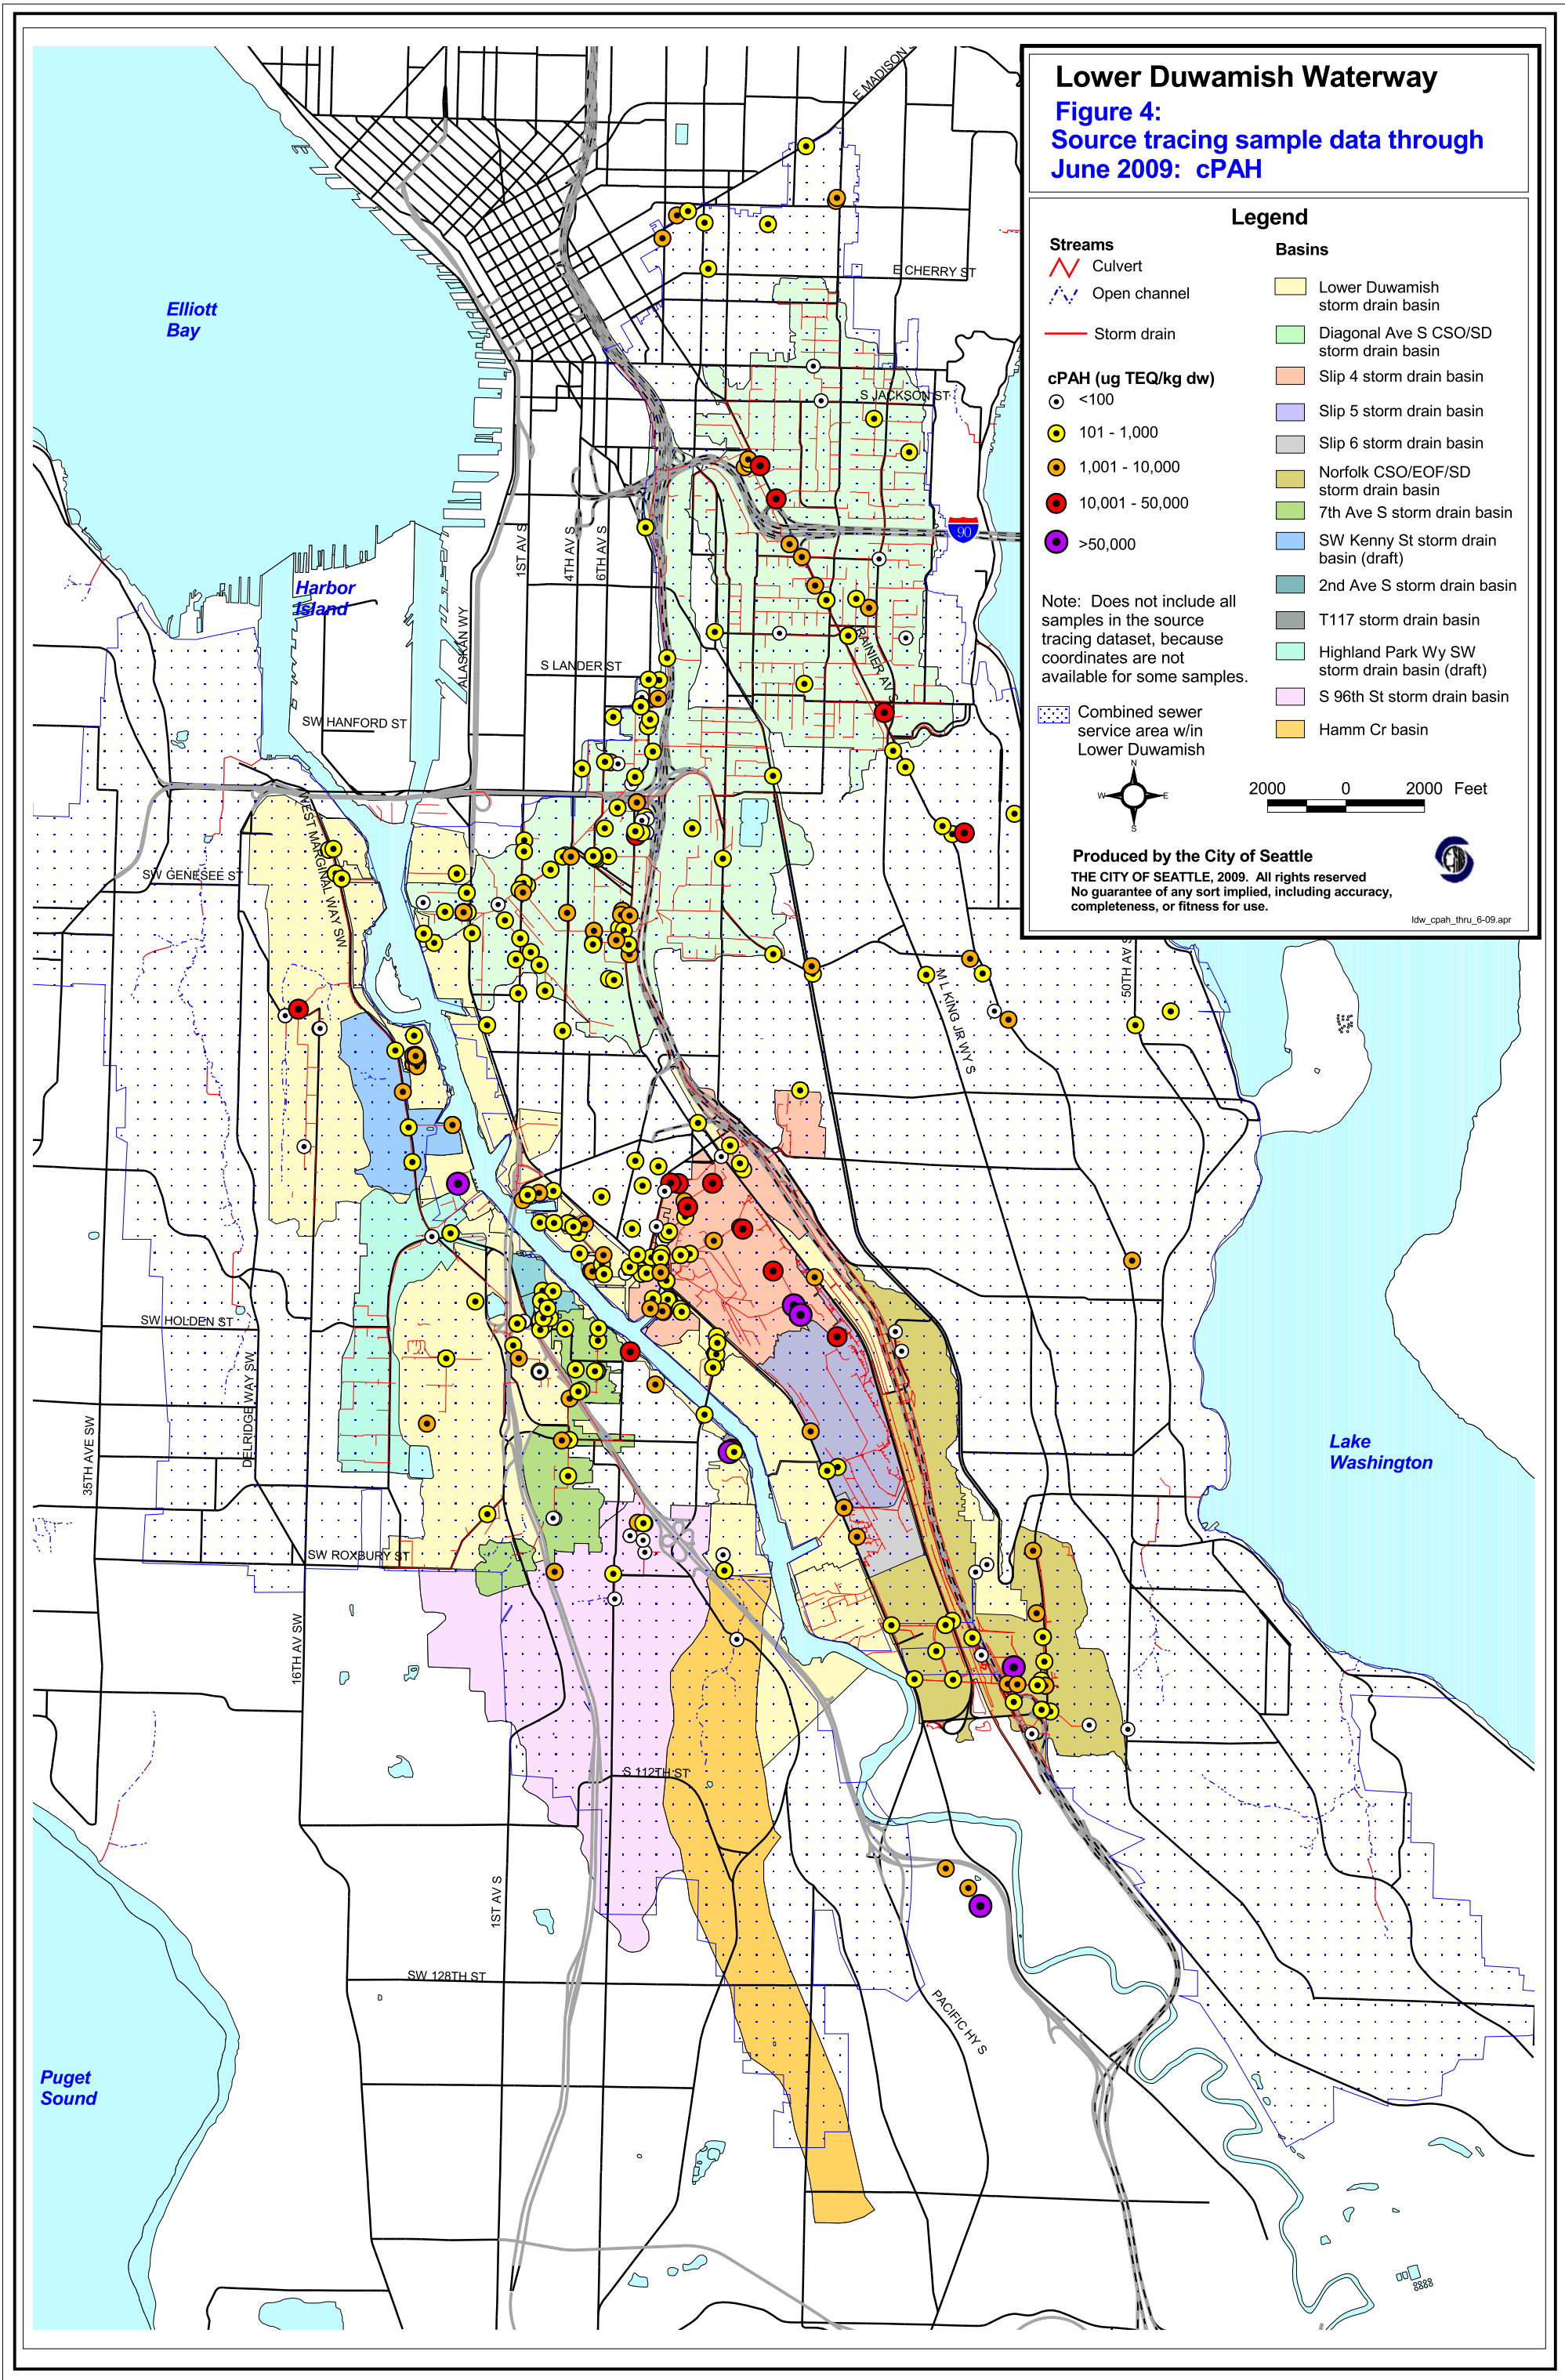 Lower Duwamish Waterway
Figure 4:
Source tracing sample data through
June 2009: cPAH
Legend
Streams
Culvert
Open channel
Storm drain
cPAH (ug TEQ/kg dw)
<100
101 - 1,000
1,001 - 10,000
10,001 - 50,000
>50,000
Note: Does not include all
samples in the source
tracing dataset, because
coordinates are not
available for some samples.
Combined sewer
service area w/in
Lower Duwamish
Basins
Lower Duwamish
storm drain basin
Diagonal Ave S CSO/SD
storm drain basin
Slip 4 storm drain basin
Slip 5 storm drain basin
Slip 6 storm drain basin
Norfolk CSO/EOF/SD
storm drain basin
7th Ave S storm drain basin
SW Kenny St storm drain
basin (draft)
2nd Ave S storm drain basin
T117 storm drain basin
Highland Park Wy SW
storm drain basin (draft)
S 96th St storm drain basin
Hamm Cr basin
N
W
E
S
2000 0 2000 Feet
Produced by the City of Seattle
THE CITY OF SEATTLE, 2009. All rights reserved
No guarantee of any sort implied, including accuracy,
completeness, or fitness for use.
ldw_cpah_thru_6-09.apr
E MADISON
E CHERRY ST
Elliott
Bay
S JACKSON ST
90
1ST AV S
4TH AV S
6TH AV S
Harbor
Island
ALASKAN WY
S LANDER ST
RAINIER AV S
SW HANFORD ST
WEST MARGINAL WAY SW
SW GENESEE ST
M L KING JR WY S
50TH AV S
SW HOLDEN ST
DELRIDGE WAY SW
35TH AVE SW
Lake
Washington
SW ROXBURY ST
16TH AV SW
S 112TH ST
1ST AV S
SW 128TH ST
PACIFIC HY S
Puget
Sound